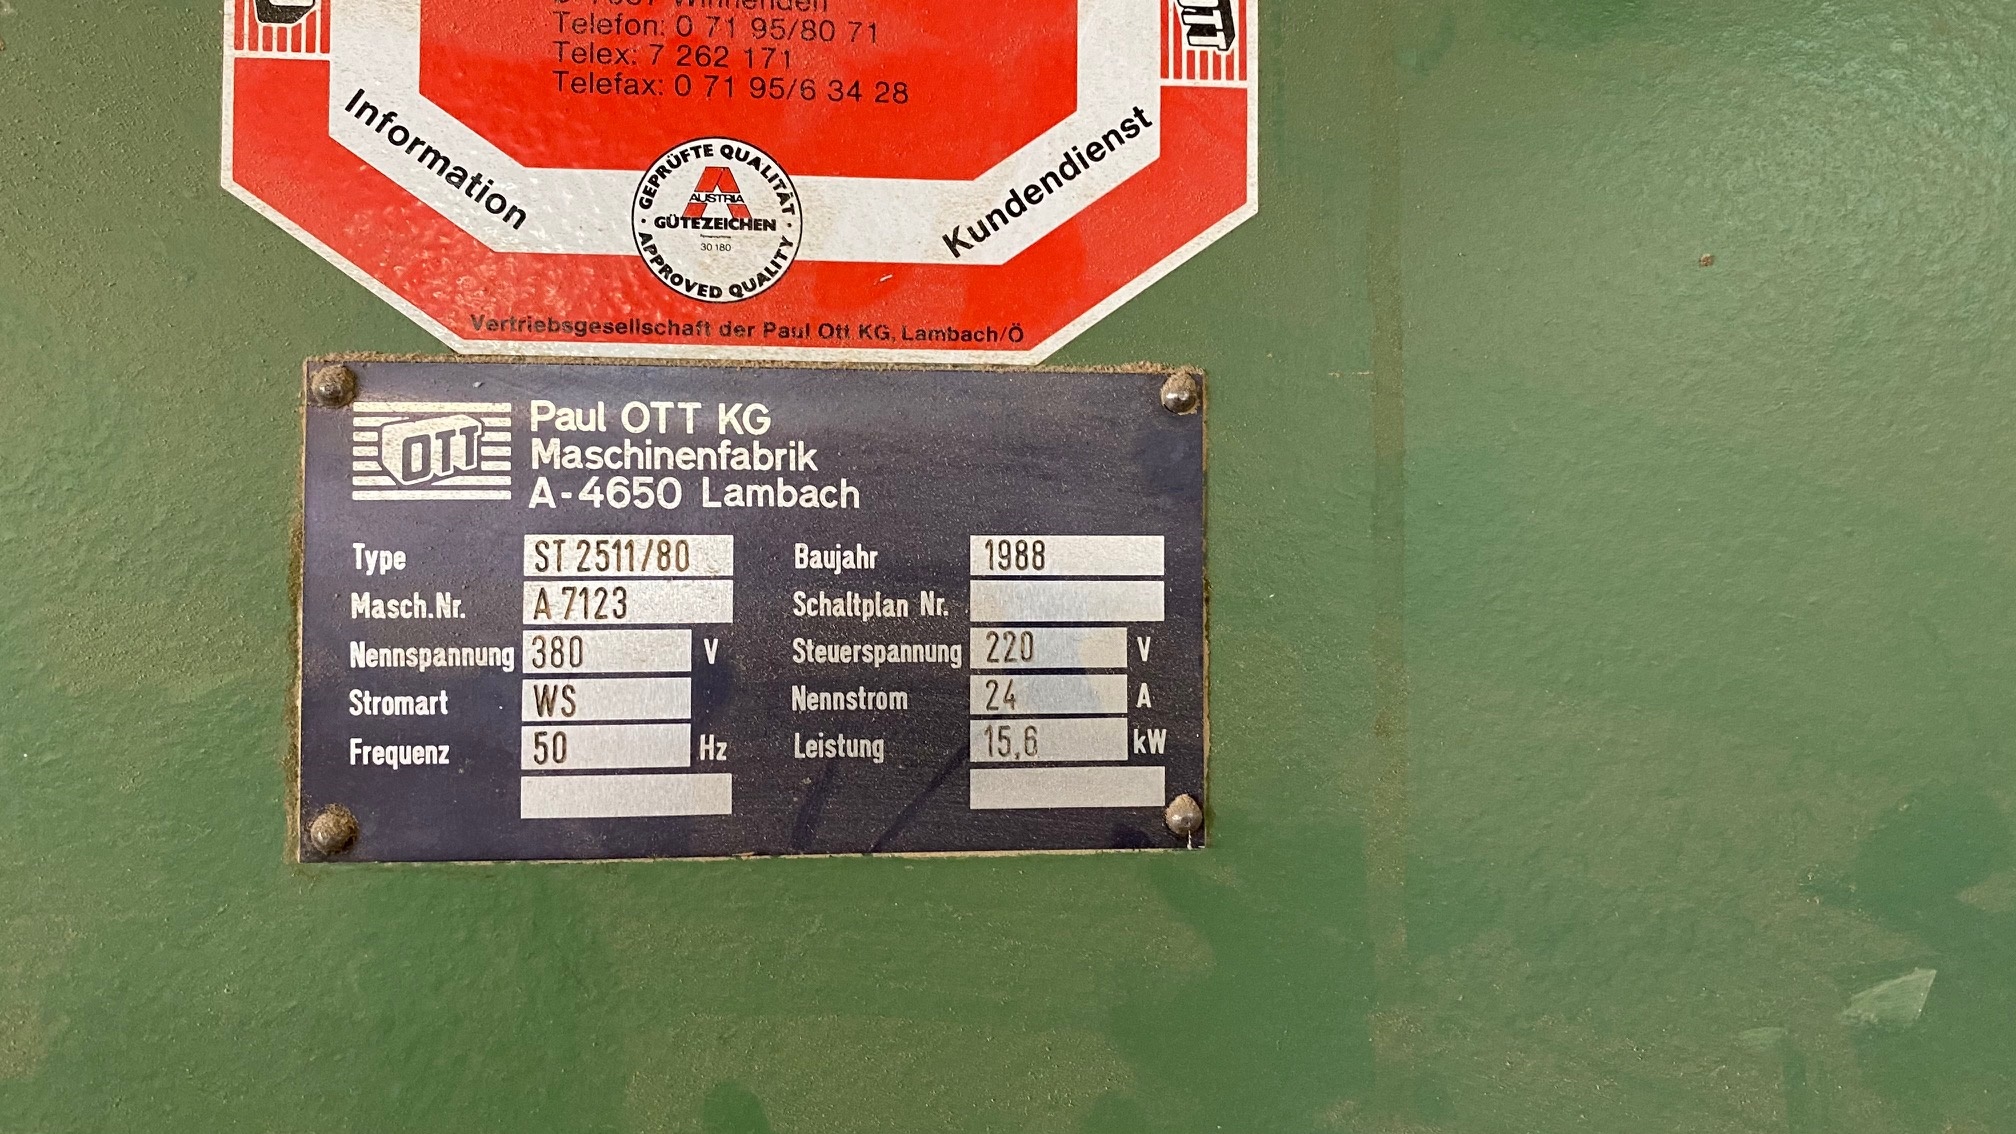 Telefon: 0 71 95/80 71
Telex: 7 262 171
Telefax: 0 71 95/6 34 28
OTT
Information
Kundendienst
GEPRÜFTE QUALITÄT
AUSTRIA
GÜTEZEICHEN
30 180
APPROVED QUALITY
Vertriebsgesellschaft der Paul Ott KG, Lambach/Ö
OTT
Paul OTT KG
Maschinenfabrik
A-4650 Lambach
Type ST 2511/80 Baujahr 1988
Masch.Nr. A 7123 Schaltplan Nr.
Nennspannung 380 V Steuerspannung 220 V
Stromart WS Nennstrom 24 A
Frequenz 50 Hz Leistung 15,6 kW